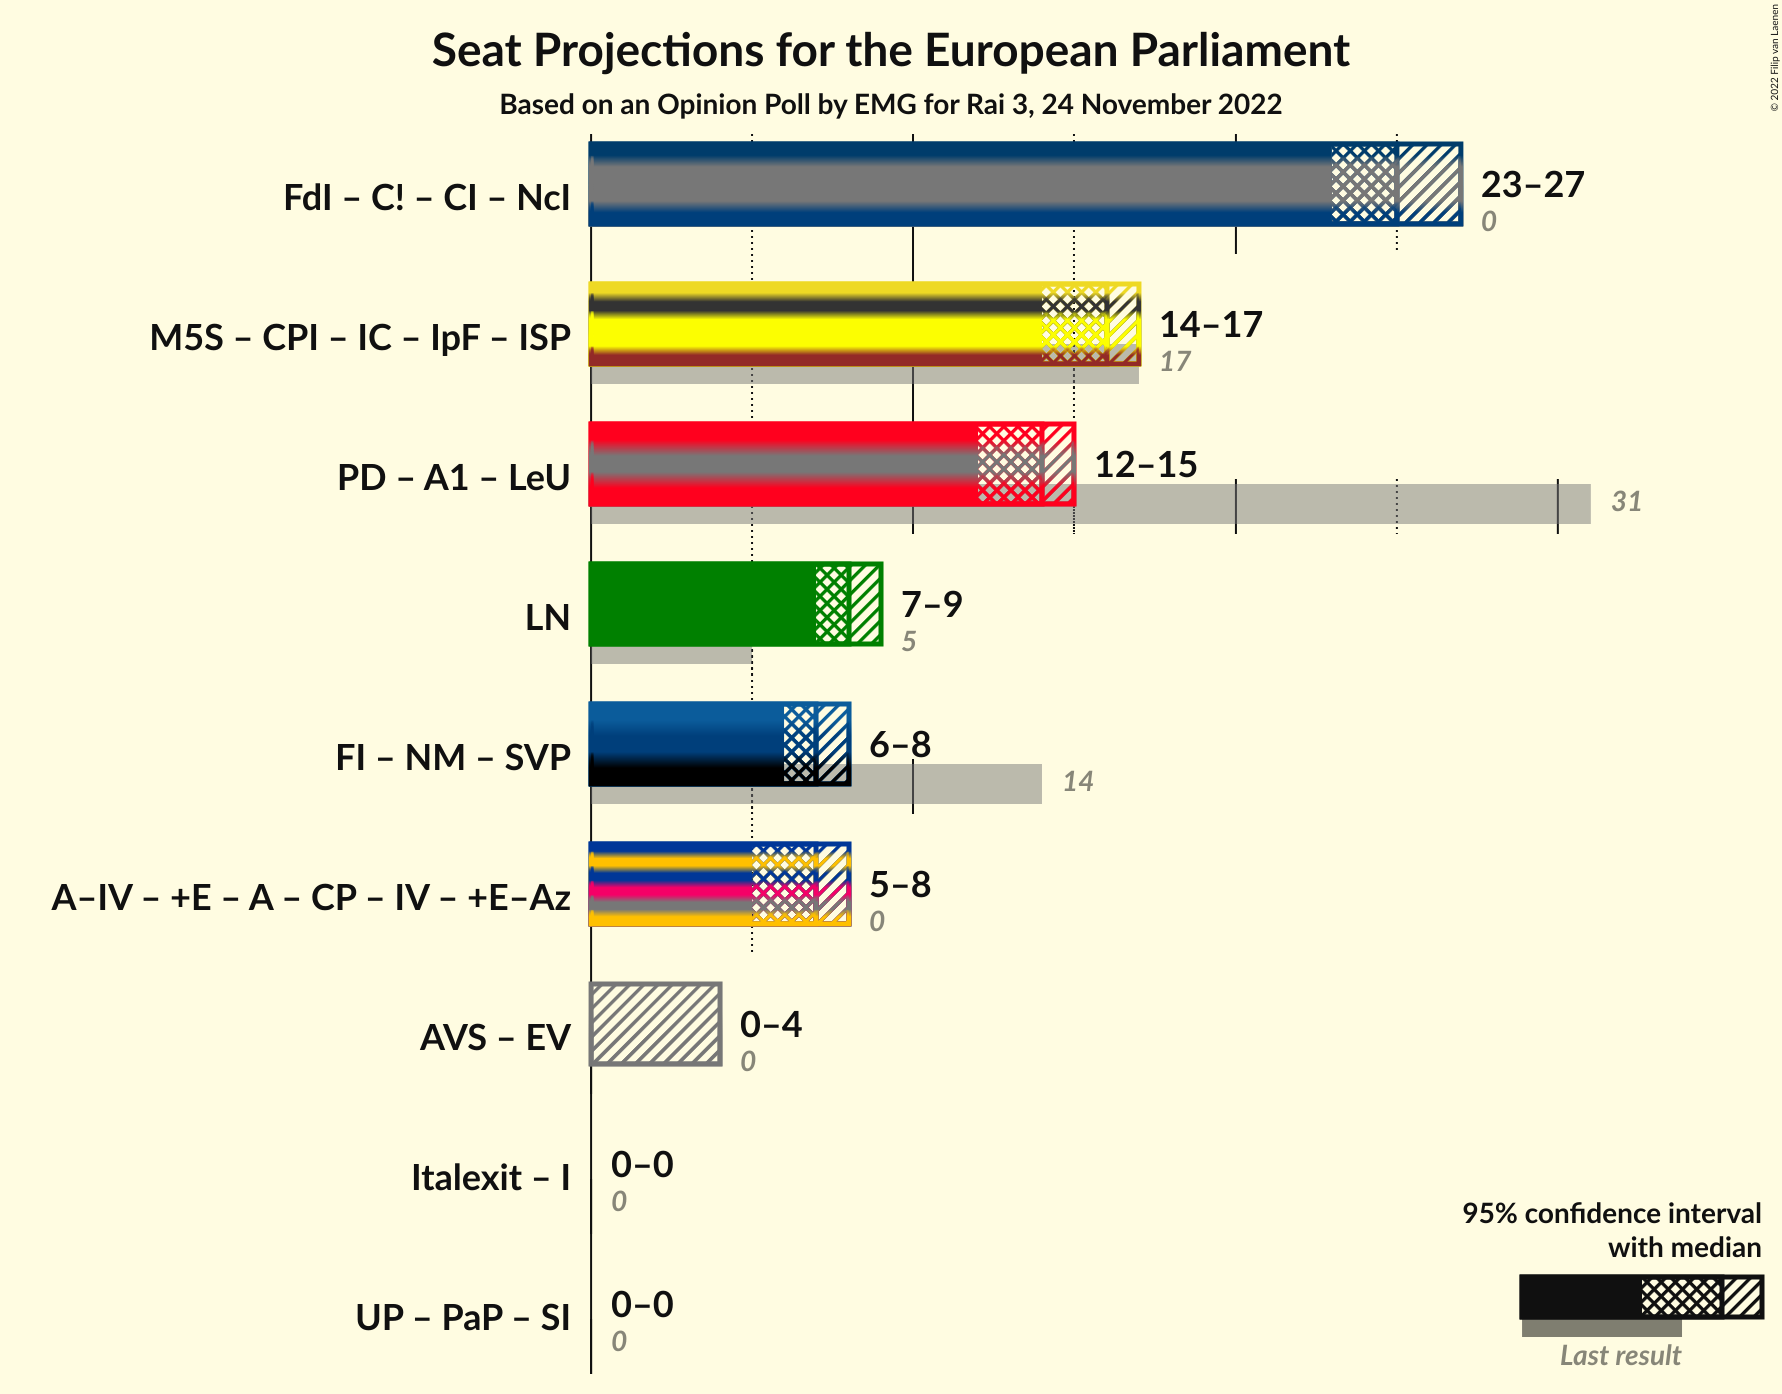 Seat Projections for the European Parliament
Based on an Opinion Poll by EMG for Rai 3, 24 November 2022
© 2022 Filip van Laenen
FdI – C! – CI – NcI
23–27
0
M5S – CPI – IC – IpF – ISP
14–17
17
PD – A1 – LeU
12–15
31
LN
7–9
5
FI – NM – SVP
6–8
14
A–IV – +E – A – CP – IV – +E–Az
5–8
0
AVS – EV
0–4
0
Italexit – I
0–0
0
UP – PaP – SI
0–0
0
95% confidence interval
with median
Last result